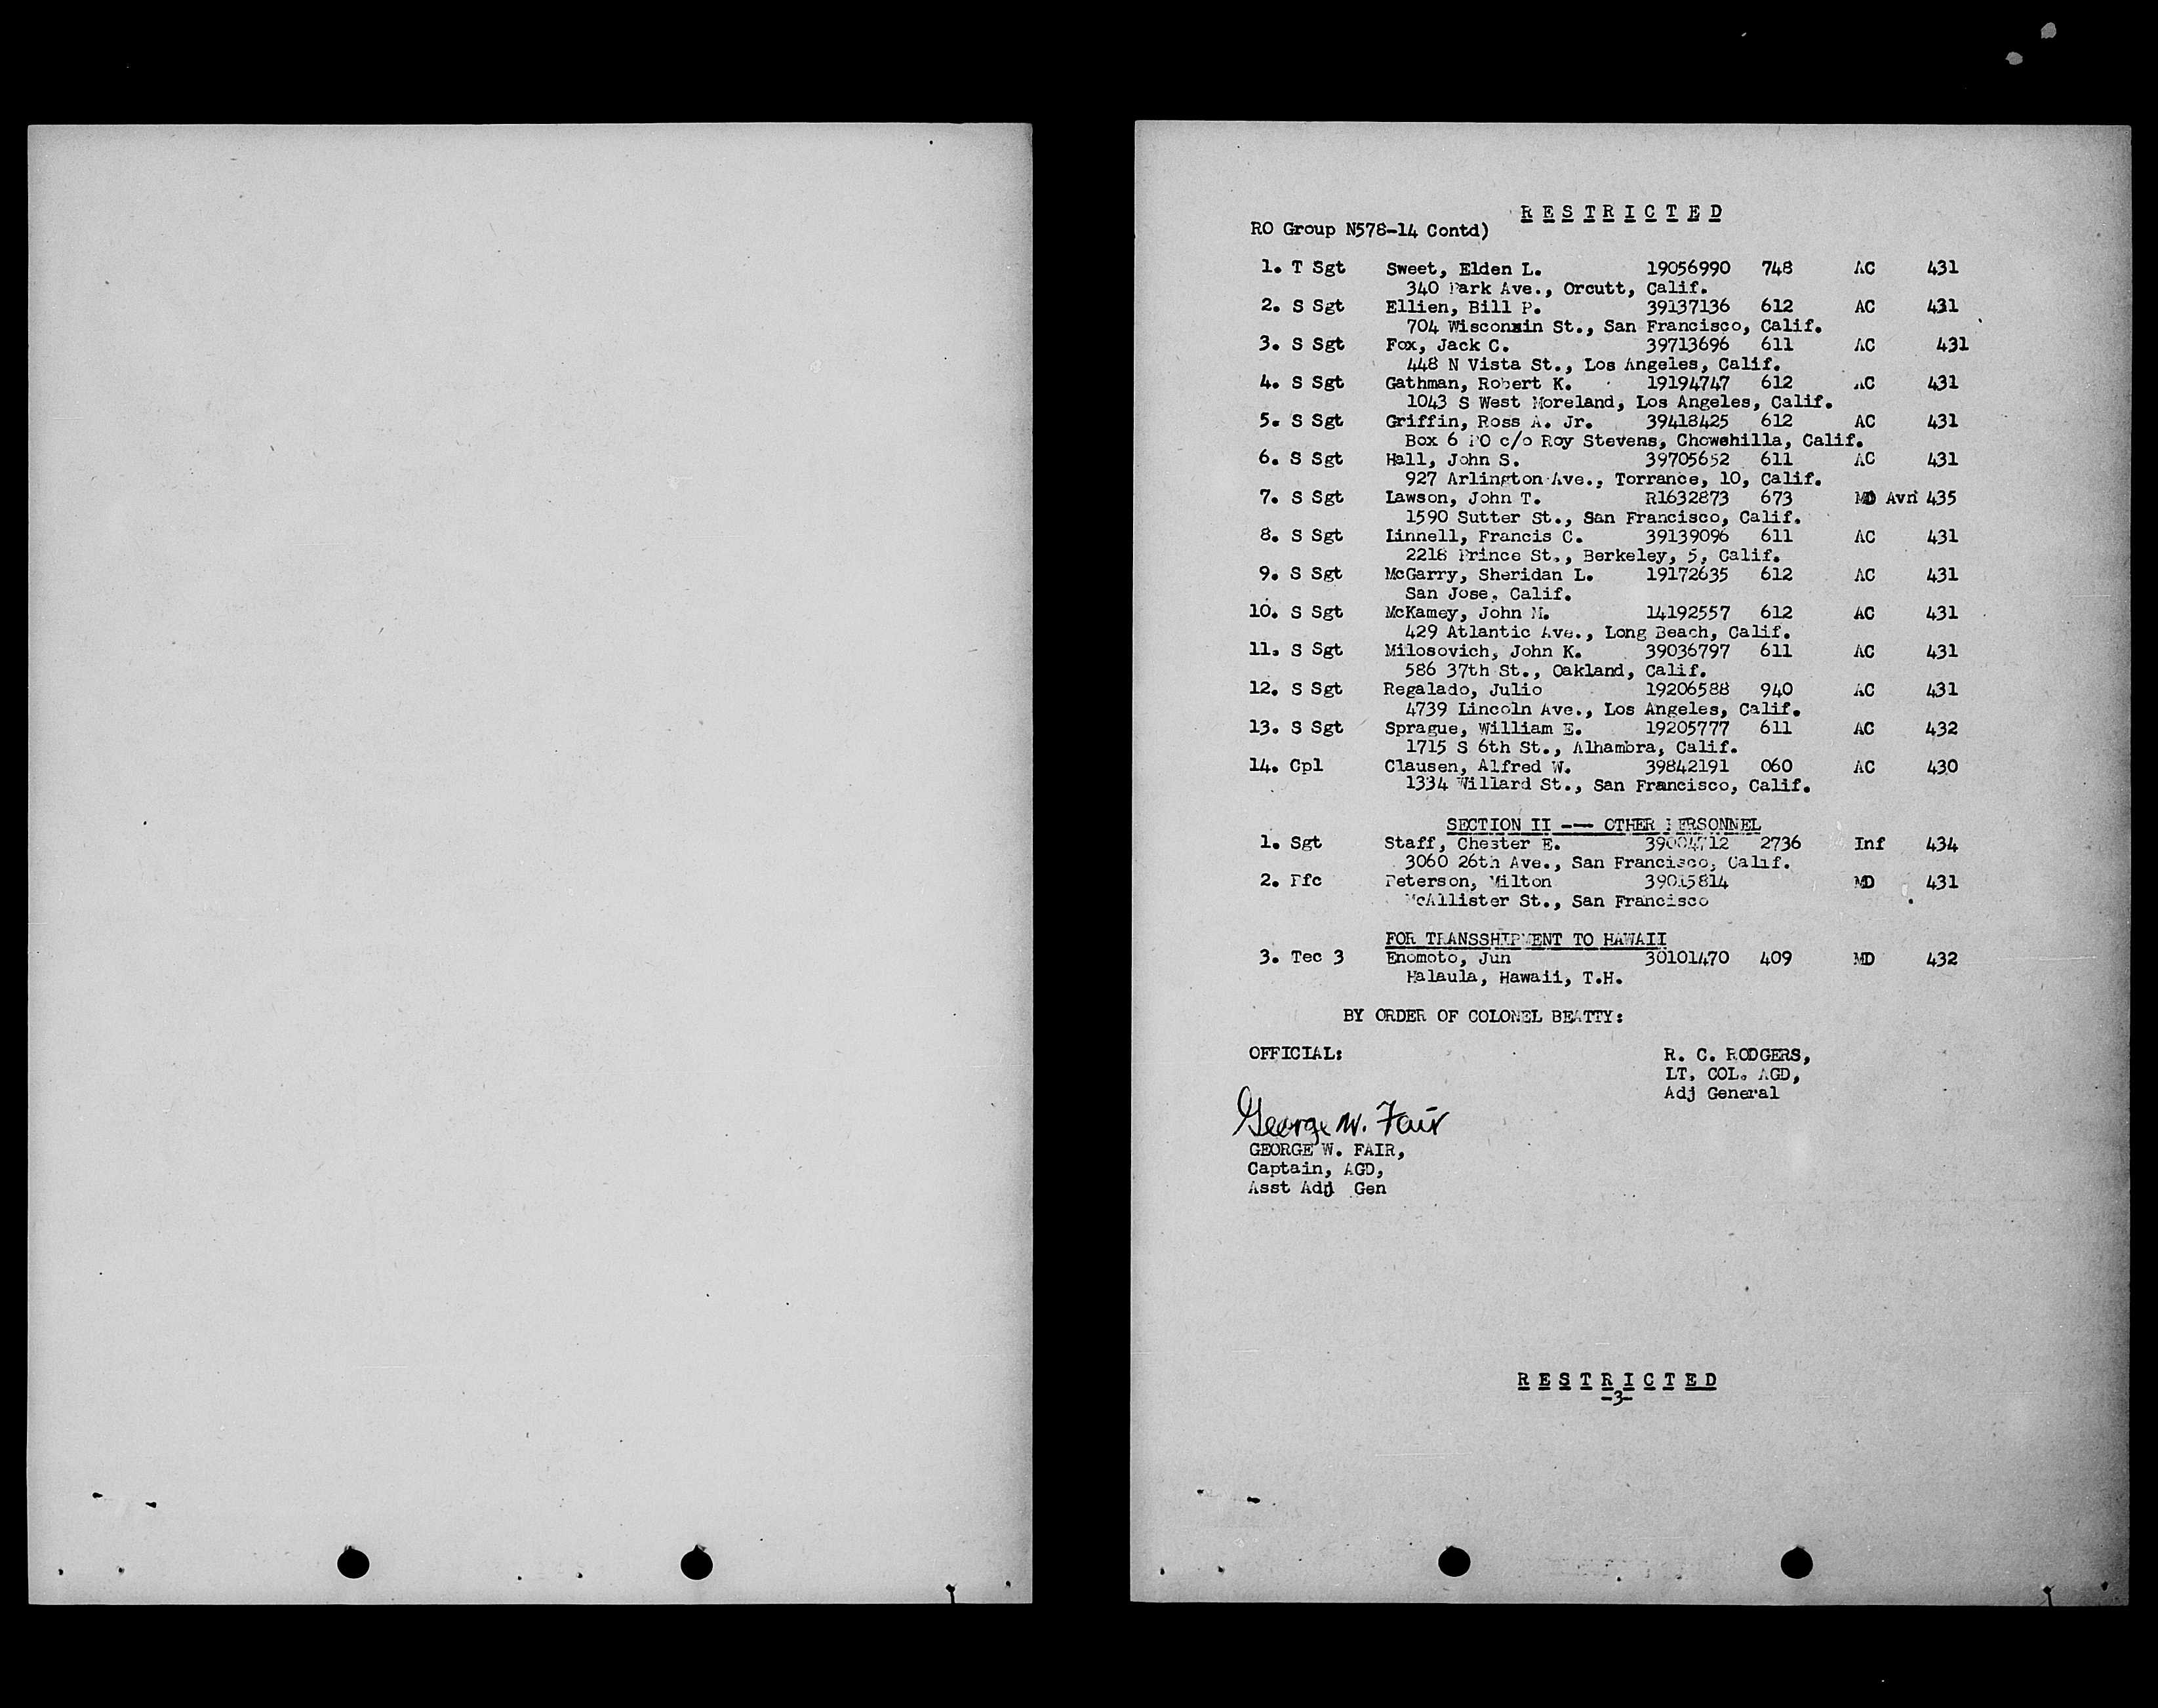 RESTRICTED
RO Group N578-14 Contd)
1. T Sgt Sweet, Elden L. 19056990 748 AC 431
340 Park Ave., Orcutt, Calif.
2. S Sgt Ellien, Bill P. 39137136 612 AC 431
704 Wisconxin St., San Francisco, Calif.
3. S Sgt Fox, Jack C. 39713696 611 AC 431
448 N Vista St., Los Angeles, Calif.
4. S Sgt Gathman, Robert K. 19194747 612 AC 431
1043 S West Moreland, Los Angeles, Calif.
5. S Sgt Griffin, Ross A. Jr. 39418425 612 AC 431
Box 6 PO c/o Roy Stevens, Chowehilla, Calif.
6. S Sgt Hall, John S. 39705652 611 AC 431
927 Arlington Ave., Torrance, 10, Calif.
7. S Sgt Lawson, John T. R1632873 673 MD Avn 435
1590 Sutter St., San Francisco, Calif.
8. S Sgt Linnell, Francis C. 39139096 611 AC 431
2218 Prince St., Berkeley, 5, Calif.
9. S Sgt McGarry, Sheridan L. 19172635 612 AC 431
San Jose, Calif.
10. S Sgt McKamey, John M. 14192557 612 AC 431
429 Atlantic Ave., Long Beach, Calif.
11. S Sgt Milosovich, John K. 39036797 611 AC 431
586 37th St., Oakland, Calif.
12. S Sgt Regalado, Julio 19206588 940 AC 431
4739 Lincoln Ave., Los Angeles, Calif.
13. S Sgt Sprague, William E. 19205777 611 AC 432
1715 S 6th St., Alhambra, Calif.
14. Cpl Clausen, Alfred W. 39842191 060 AC 430
1334 Willard St., San Francisco, Calif.
SECTION II -- OTHER PERSONNEL
1. Sgt Staff, Chester E. 39004712 2736 Inf 434
3060 26th Ave., San Francisco, Calif.
2. Pfc Peterson, Milton 39015814 MD 431
McAllister St., San Francisco
FOR TRANSSHIPMENT TO HAWAII
3. Tec 3 Enomoto, Jun 30101470 409 MD 432
Halaula, Hawaii, T.H.
BY ORDER OF COLONEL BEATTY:
OFFICIAL:
R. C. RODGERS,
LT. COL. AGD,
Adj General
George W. Fair
GEORGE W. FAIR,
Captain, AGD,
Asst Adj Gen
RESTRICTED
-3-